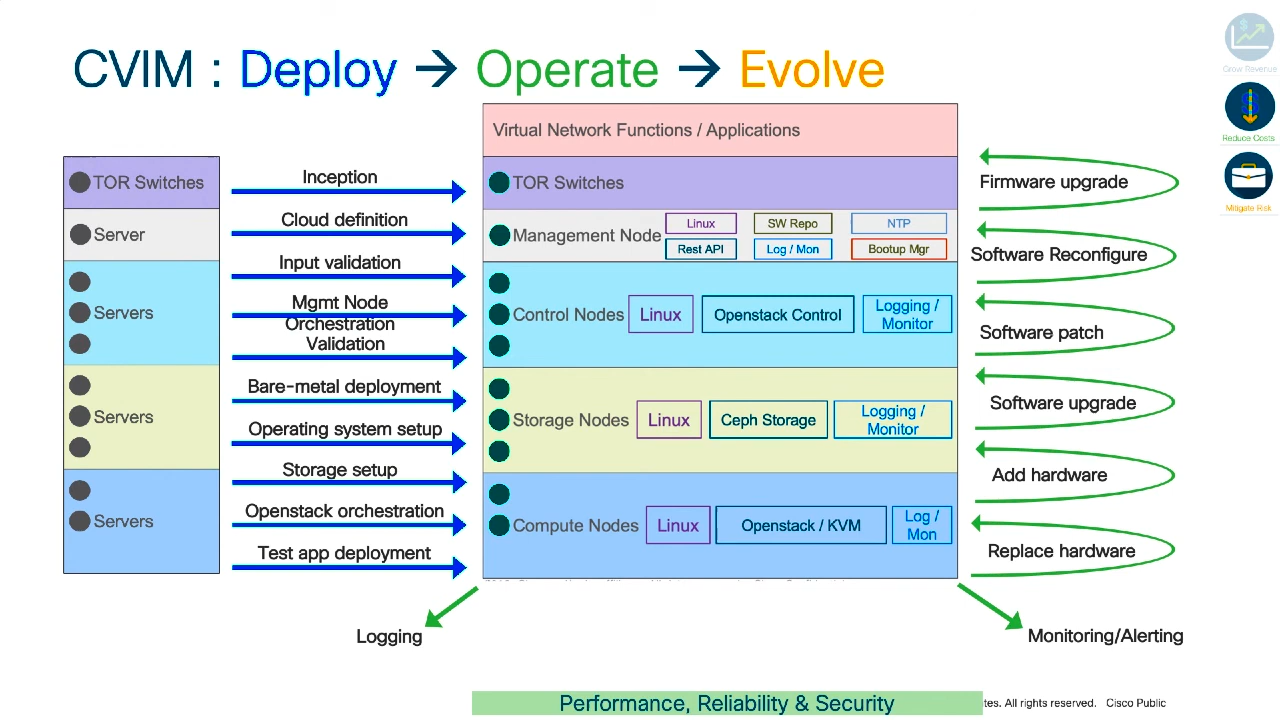 CVIM : Deploy → Operate → Evolve
Grow Revenue
Reduce Costs
Mitigate Risk
TOR Switches
Server
Servers
Servers
Servers
Inception
Cloud definition
Input validation
Mgmt Node
Orchestration
Validation
Bare-metal deployment
Operating system setup
Storage setup
Openstack orchestration
Test app deployment
Virtual Network Functions / Applications
TOR Switches
Management Node
Linux
SW Repo
NTP
Rest API
Log / Mon
Bootup Mgr
Control Nodes
Linux
Openstack Control
Logging /
Monitor
Storage Nodes
Linux
Ceph Storage
Logging /
Monitor
Compute Nodes
Linux
Openstack / KVM
Log /
Mon
Firmware upgrade
Software Reconfigure
Software patch
Software upgrade
Add hardware
Replace hardware
Logging
Monitoring/Alerting
Performance, Reliability & Security
tes. All rights reserved. Cisco Public